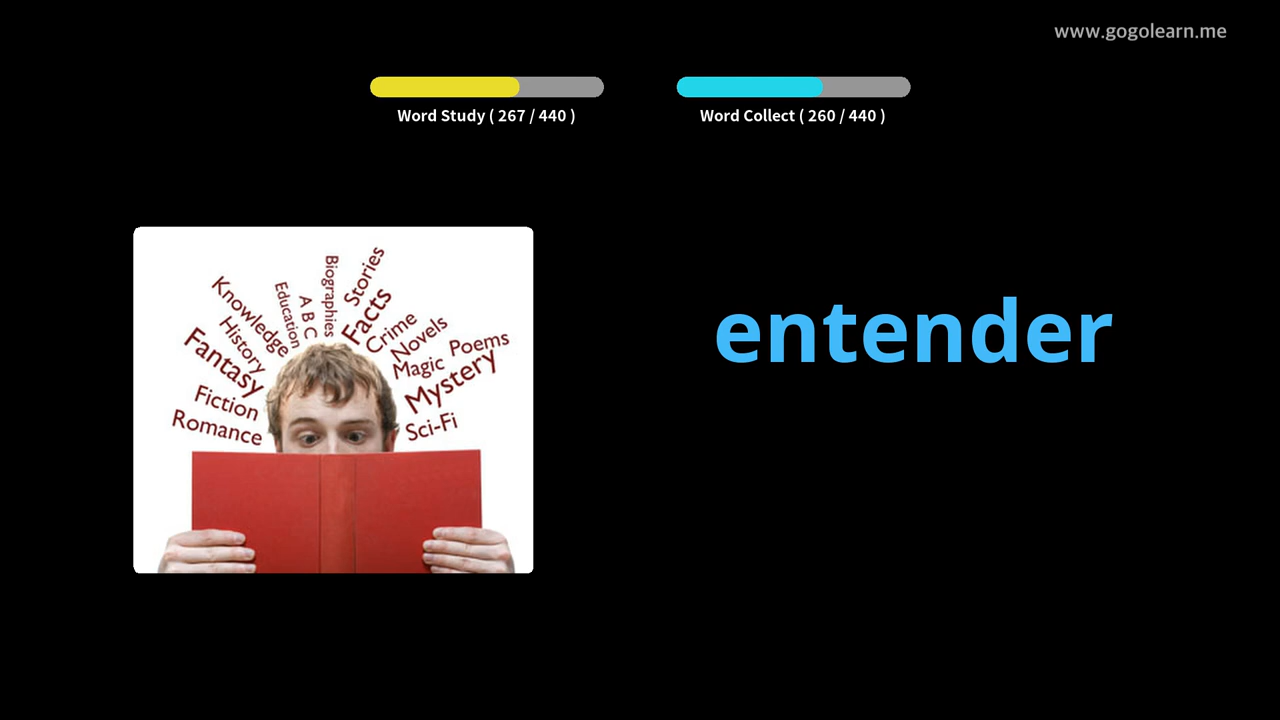 www.gogolearn.me
Word Study ( 267 / 440 )
Word Collect ( 260 / 440 )
entender
Stories
Biographies
Facts
A B C
Education
Knowledge
Crime
Novels
History
Poems
Magic
Fantasy
Mystery
Fiction
Sci-Fi
Romance